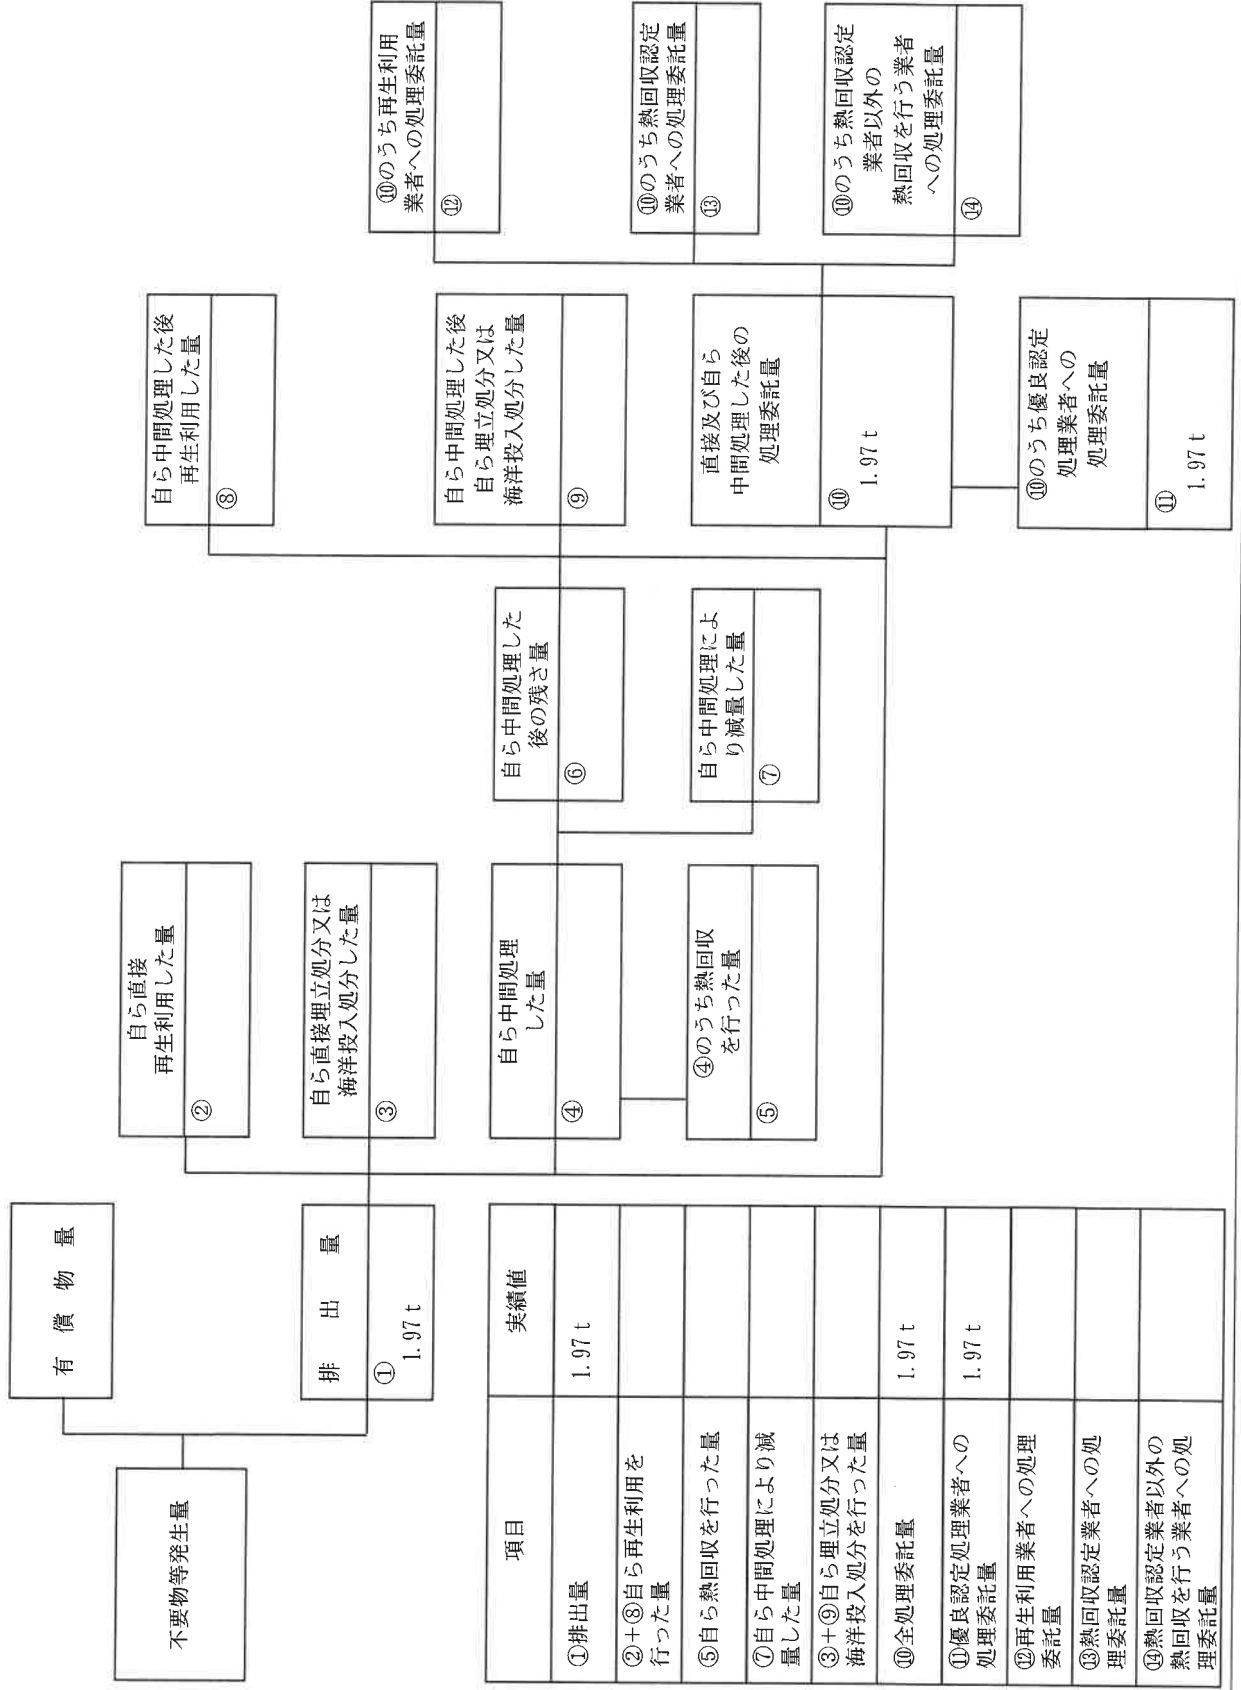 不要物等発生量
有償物量
排出量
①
1.97t
自ら直接
再生利用した量
②
自ら直接埋立処分又は
海洋投入処分した量
③
自ら中間処理
した量
④
④のうち熱回収
を行った量
⑤
自ら中間処理した
後の残さ量
⑥
自ら中間処理によ
り減量した量
⑦
自ら中間処理した後
再生利用した量
⑧
自ら中間処理した後
自ら埋立処分又は
海洋投入処分した量
⑨
直接及び自ら
中間処理した後の
処理委託量
⑩
1.97t
⑩のうち優良認定
処理業者への
処理委託量
⑪
1.97t
⑩のうち再生利用
業者への処理委託量
⑫
⑩のうち熱回収認定
業者への処理委託量
⑬
⑩のうち熱回収認定
業者以外の
熱回収を行う業者
への処理委託量
⑭
項目
実績値
①排出量
1.97t
②+⑧自ら再生利用を
行った量
⑤自ら熱回収を行った量
⑦自ら中間処理により減
量した量
③+⑨自ら埋立処分又は
海洋投入処分を行った量
⑩全処理委託量
1.97t
⑪優良認定処理業者への
処理委託量
1.97t
⑫再生利用業者への処理
委託量
⑬熱回収認定業者への処
理委託量
⑭熱回収認定業者以外の
熱回収を行う業者への処
理委託量